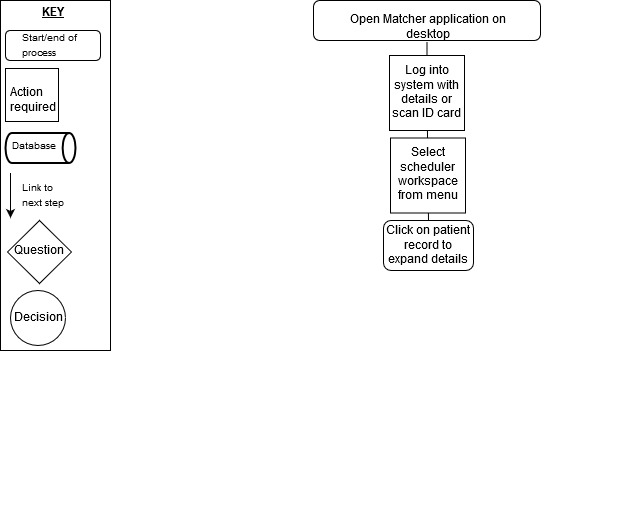 KEY
Start/end of
process
Action
required
Database
Link to
next step
Question
Decision
Open Matcher application on
desktop
Log into
system with
details or
scan ID card
Select
scheduler
workspace
from menu
Click on patient
record to
expand details